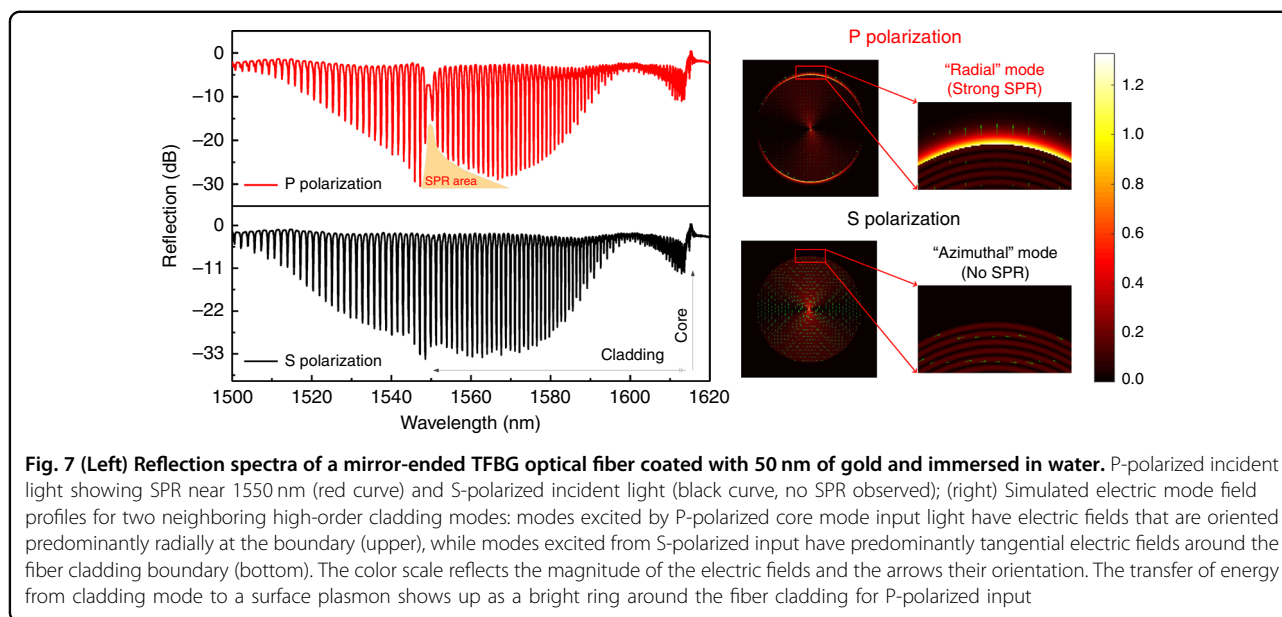 0
−10
−20
−30
P polarization
SPR area
Reflection (dB)
0
−11
−22
−33
S polarization
Cladding
Core
1500 1520 1540 1560 1580 1600 1620
Wavelength (nm)
P polarization
“Radial” mode
(Strong SPR)
S polarization
“Azimuthal” mode
(No SPR)
1.2
1.0
0.8
0.6
0.4
0.2
0.0
Fig. 7 (Left) Reflection spectra of a mirror-ended TFBG optical fiber coated with 50 nm of gold and immersed in water. P-polarized incident
light showing SPR near 1550 nm (red curve) and S-polarized incident light (black curve, no SPR observed); (right) Simulated electric mode field
profiles for two neighboring high-order cladding modes: modes excited by P-polarized core mode input light have electric fields that are oriented
predominantly radially at the boundary (upper), while modes excited from S-polarized input have predominantly tangential electric fields around the
fiber cladding boundary (bottom). The color scale reflects the magnitude of the electric fields and the arrows their orientation. The transfer of energy
from cladding mode to a surface plasmon shows up as a bright ring around the fiber cladding for P-polarized input